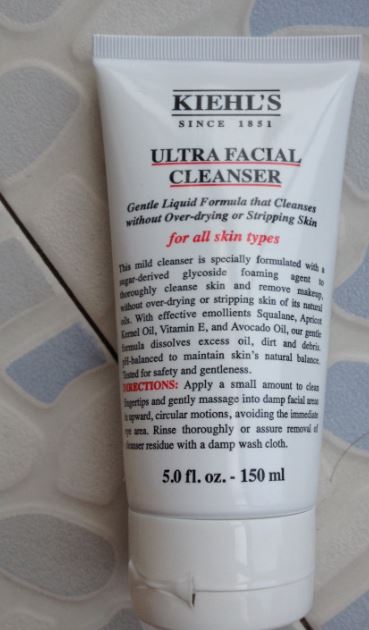 KIEHL'S
SINCE 1851
ULTRA FACIAL
CLEANSER
Gentle Liquid Formula that Cleanses
without Over-drying or Stripping Skin
for all skin types
This mild cleanser is specially formulated with a
sugar-derived glycoside foaming agent to
thoroughly cleanse skin and remove makeup,
without over-drying or stripping skin of its natural
oils. With effective emollients Squalane, Apricot
Kernel Oil, Vitamin E, and Avocado Oil, our gentle
formula dissolves excess oil, dirt and debris.
pH-balanced to maintain skin's natural balance.
Tested for safety and gentleness.
DIRECTIONS: Apply a small amount to clean
fingertips and gently massage into damp facial areas
in upward, circular motions, avoiding the immediate
eye area. Rinse thoroughly or assure removal of
cleanser residue with a damp wash cloth.
5.0 fl. oz. - 150 ml